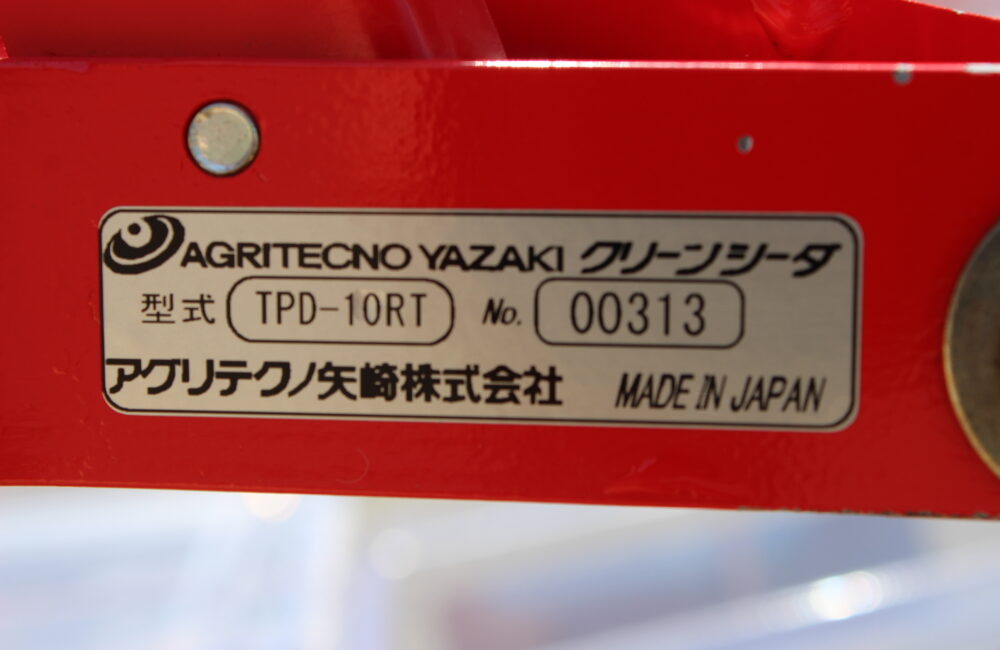 AGRITECNO YAZAKI グリーンシーダ
型式 TPD-10RT No. 00313
アグリテクノ矢崎株式会社 MADE IN JAPAN